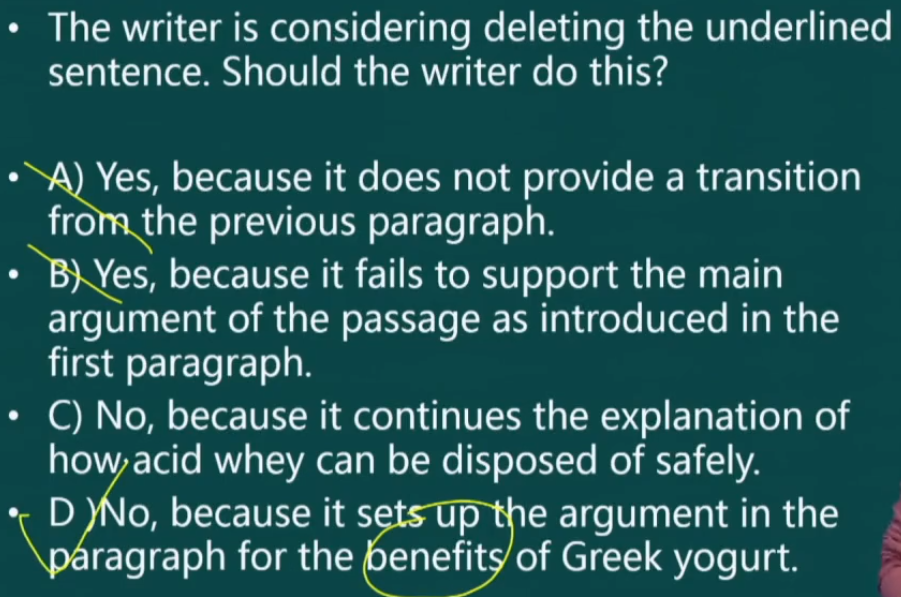 • The writer is considering deleting the underlined
sentence. Should the writer do this?
• A) Yes, because it does not provide a transition
from the previous paragraph.
• B) Yes, because it fails to support the main
argument of the passage as introduced in the
first paragraph.
• C) No, because it continues the explanation of
how acid whey can be disposed of safely.
• D )No, because it sets up the argument in the
paragraph for the benefits of Greek yogurt.